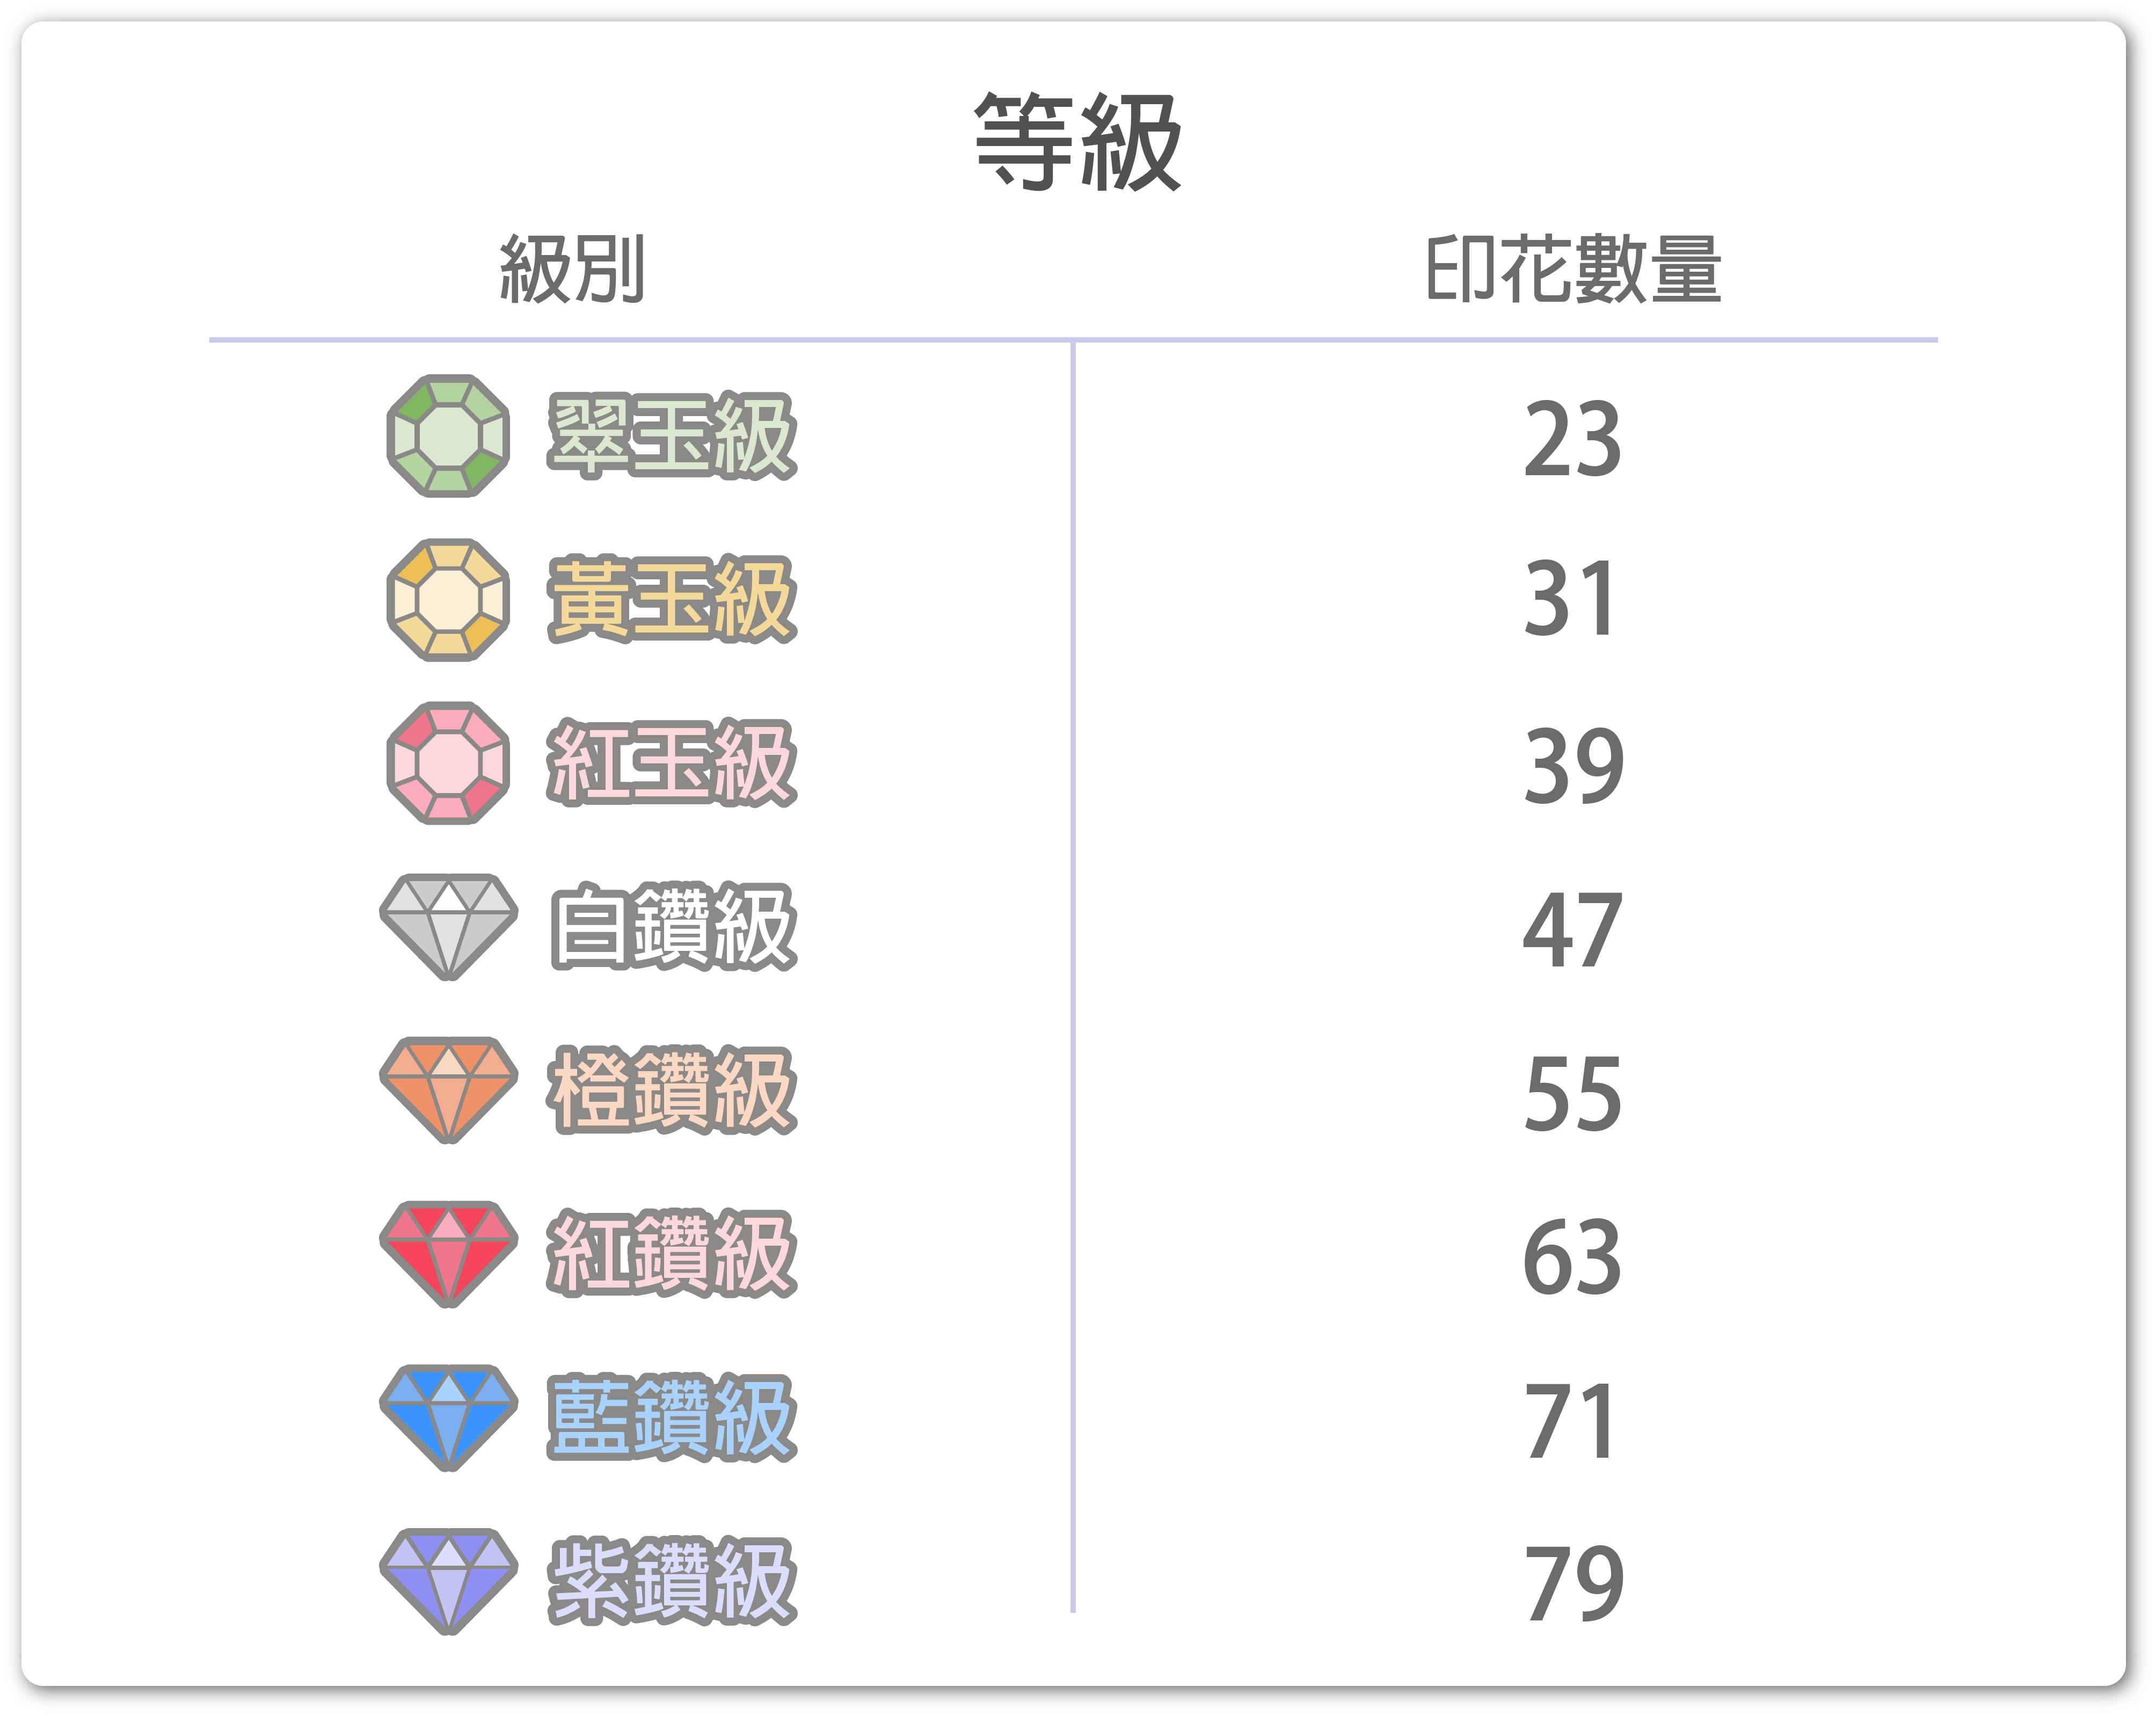 等級
級別 印花數量
翠玉級 23
黃玉級 31
紅玉級 39
白鑽級 47
橙鑽級 55
紅鑽級 63
藍鑽級 71
紫鑽級 79